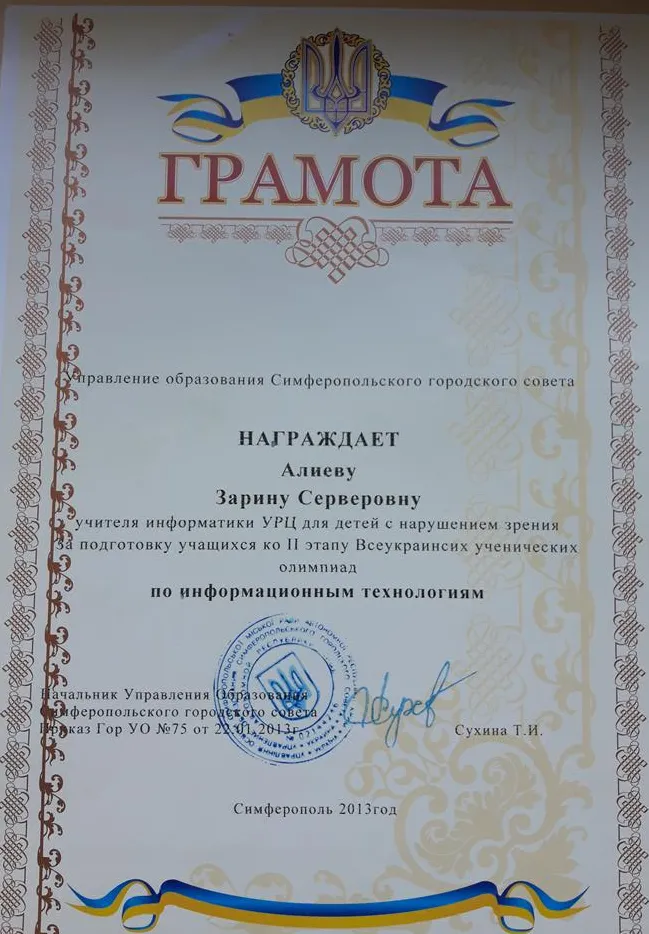 ГРАМОТА
Управление образования Симферопольского городского совета
НАГРАЖДАЕТ
Алиеву
Зарину Серверовну
учителя информатики УРЦ для детей с нарушением зрения
за подготовку учащихся ко II этапу Всеукраинсих ученических
олимпиад
по информационным технологиям
Начальник Управления Образования
Симферопольского городского совета
Приказ Гор УО №75 от 22.01.2013г.
Сухина Т.И.
Симферополь 2013год